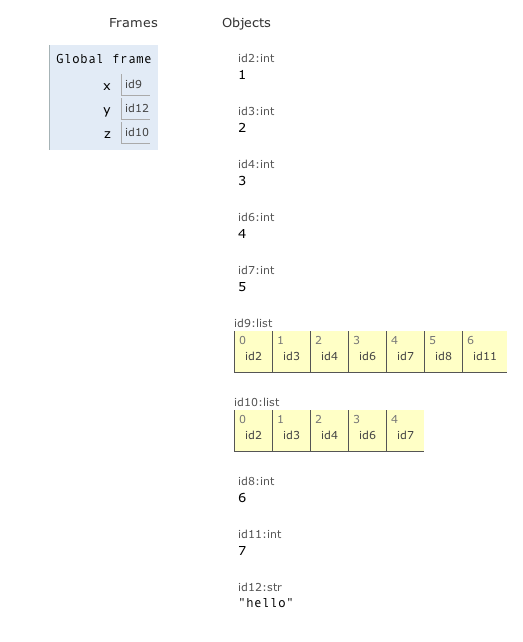 Frames Objects
Global frame
x id9
y id12
z id10
id2:int
1
id3:int
2
id4:int
3
id6:int
4
id7:int
5
id9:list
0 1 2 3 4 5 6
id2 id3 id4 id6 id7 id8 id11
id10:list
0 1 2 3 4
id2 id3 id4 id6 id7
id8:int
6
id11:int
7
id12:str
"hello"